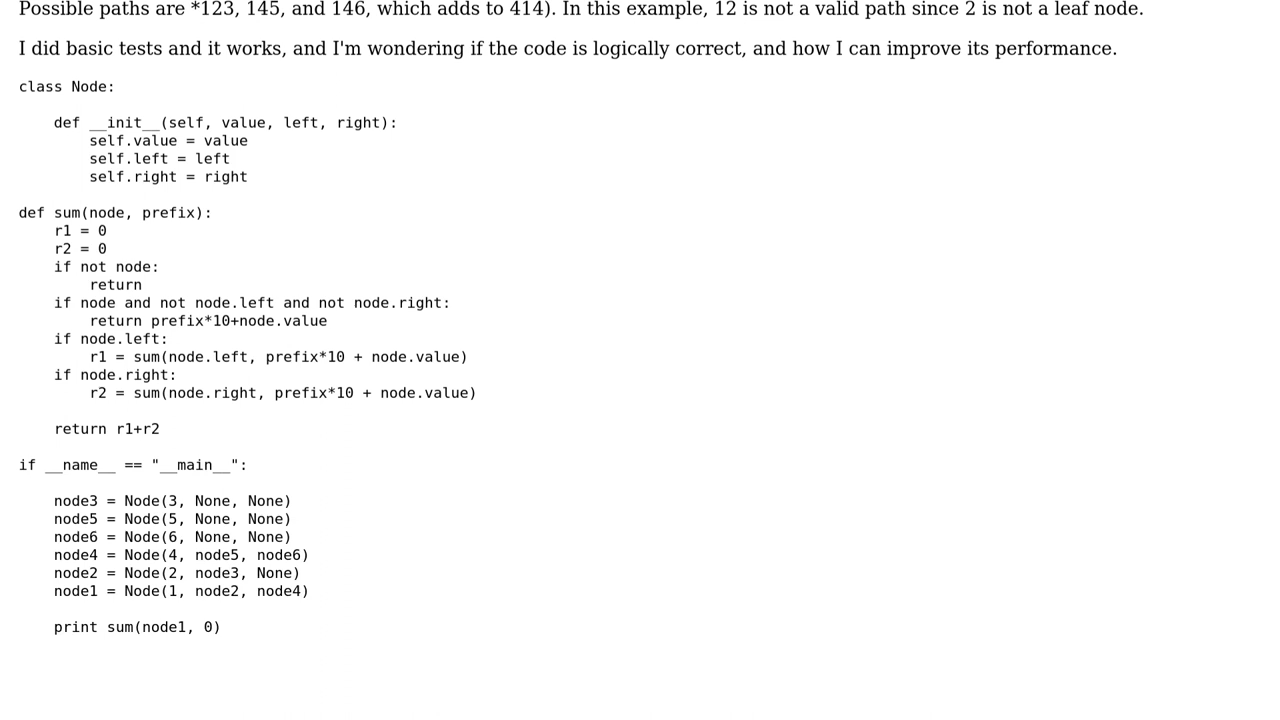 Possible paths are *123, 145, and 146, which adds to 414). In this example, 12 is not a valid path since 2 is not a leaf node.
I did basic tests and it works, and I'm wondering if the code is logically correct, and how I can improve its performance.
class Node:
    def __init__(self, value, left, right):
        self.value = value
        self.left = left
        self.right = right
def sum(node, prefix):
    r1 = 0
    r2 = 0
    if not node:
        return
    if node and not node.left and not node.right:
        return prefix*10+node.value
    if node.left:
        r1 = sum(node.left, prefix*10 + node.value)
    if node.right:
        r2 = sum(node.right, prefix*10 + node.value)
    return r1+r2
if __name__ == "__main__":
    node3 = Node(3, None, None)
    node5 = Node(5, None, None)
    node6 = Node(6, None, None)
    node4 = Node(4, node5, node6)
    node2 = Node(2, node3, None)
    node1 = Node(1, node2, node4)
    print sum(node1, 0)